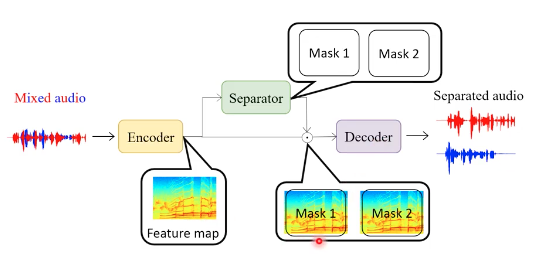 Mask 1
Mask 2
Mixed audio
Separator
Separated audio
Encoder
Decoder
Feature map
Mask 1
Mask 2